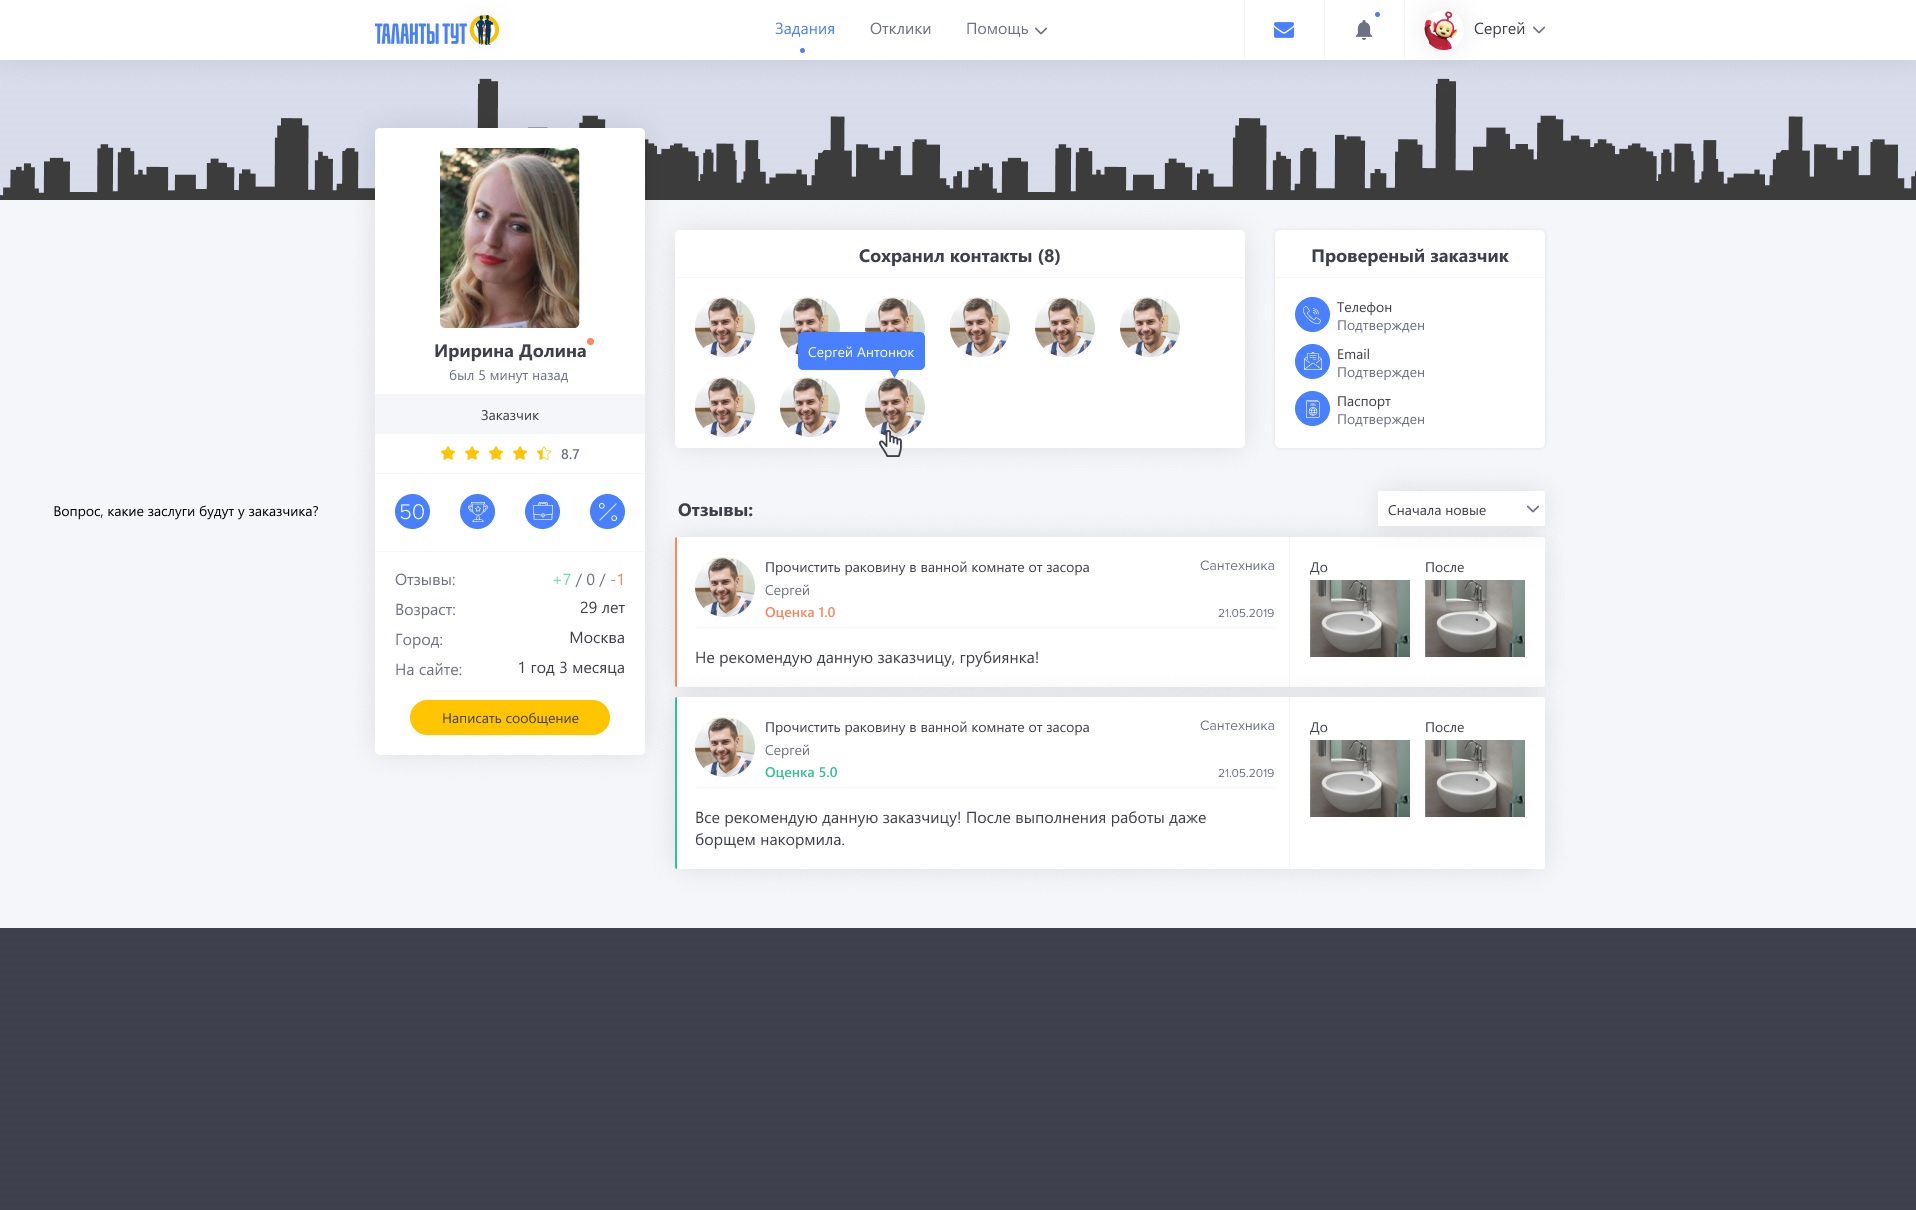 ТАЛАНТЫ ТУТ
Задания
Отклики
Помощь
Сергей
Иририна Долина
был 5 минут назад
Заказчик
8.7
50
Отзывы: +7 / 0 / -1
Возраст: 29 лет
Город: Москва
На сайте: 1 год 3 месяца
Написать сообщение
Вопрос, какие заслуги будут у заказчика?
Сохранил контакты (8)
Сергей Антонюк
Провереный заказчик
Телефон
Подтвержден
Email
Подтвержден
Паспорт
Подтвержден
Отзывы:
Сначала новые
Прочистить раковину в ванной комнате от засора
Сантехника
Сергей
Оценка 1.0
21.05.2019
Не рекомендую данную заказчицу, грубиянка!
До
После
Прочистить раковину в ванной комнате от засора
Сантехника
Сергей
Оценка 5.0
21.05.2019
Все рекомендую данную заказчицу! После выполнения работы даже
борщем накормила.
До
После